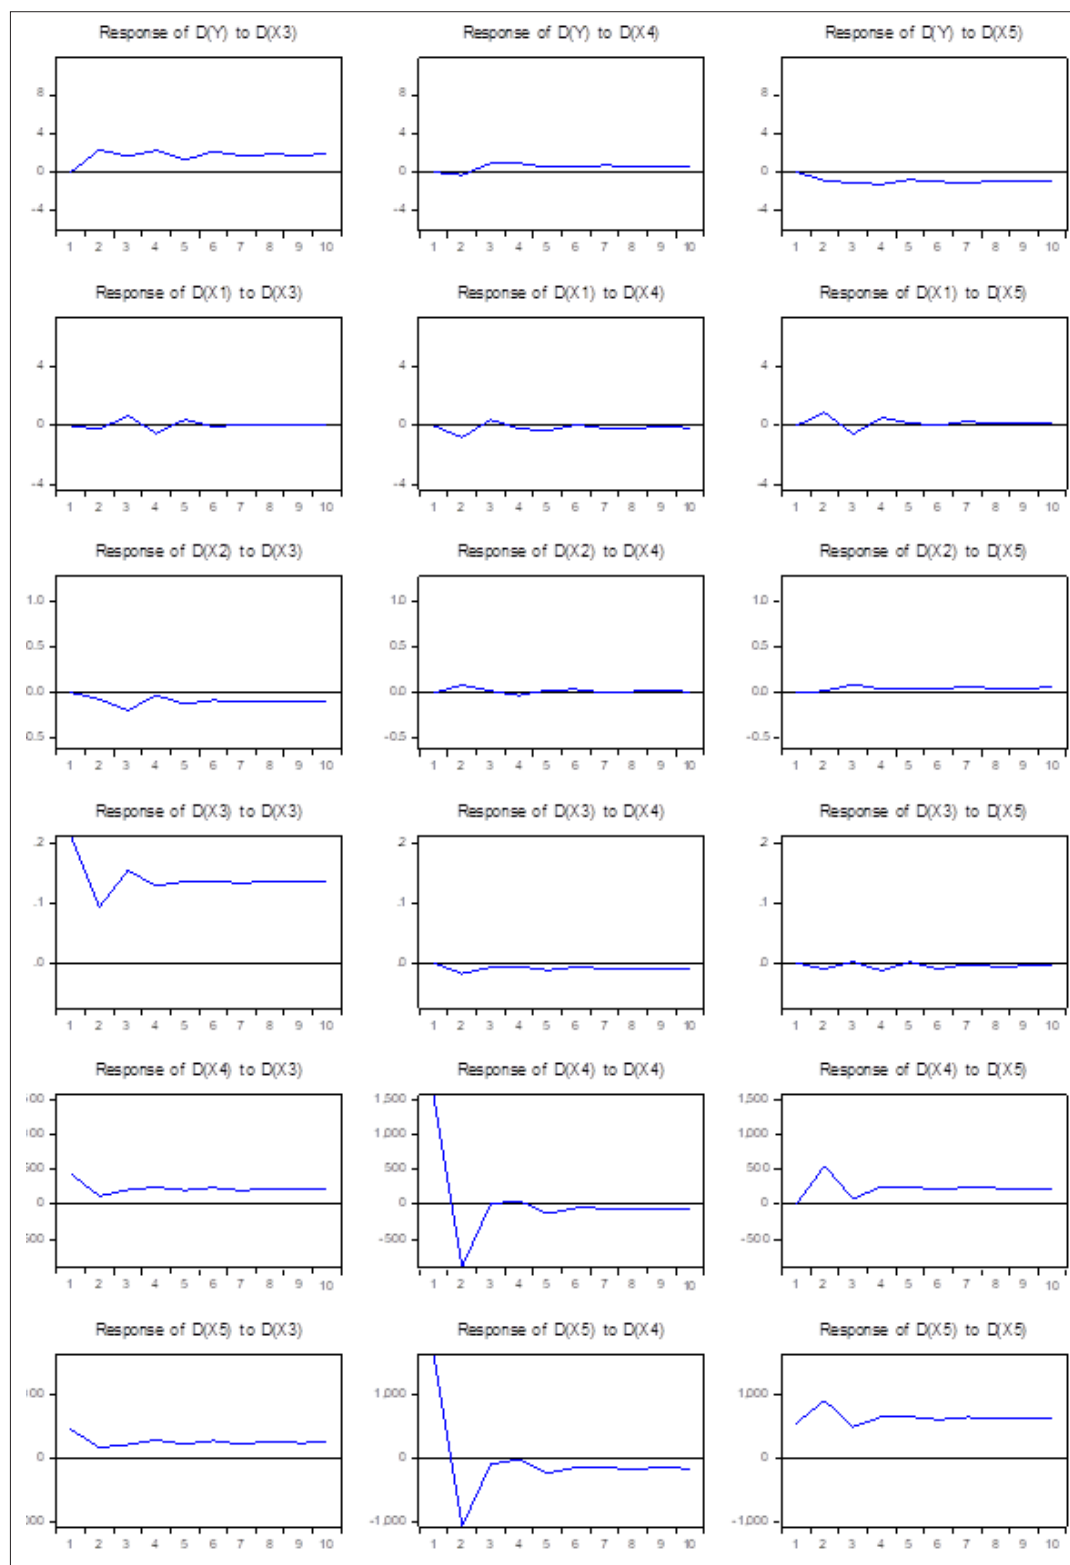 Response of D(Y) to D(X3)
8
4
0
-4
1 2 3 4 5 6 7 8 9 10
Response of D(Y) to D(X4)
8
4
0
-4
1 2 3 4 5 6 7 8 9 10
Response of D(Y) to D(X5)
8
4
0
-4
1 2 3 4 5 6 7 8 9 10
Response of D(X1) to D(X3)
4
0
-4
1 2 3 4 5 6 7 8 9 10
Response of D(X1) to D(X4)
4
0
-4
1 2 3 4 5 6 7 8 9 10
Response of D(X1) to D(X5)
4
0
-4
1 2 3 4 5 6 7 8 9 10
Response of D(X2) to D(X3)
1.0
0.5
0.0
0.5
1 2 3 4 5 6 7 8 9 10
Response of D(X2) to D(X4)
1.0
0.5
0.0
-0.5
1 2 3 4 5 6 7 8 9 10
Response of D(X2) to D(X5)
1.0
0.5
0.0
-0.5
1 2 3 4 5 6 7 8 9 10
Response of D(X3) to D(X3)
.2
.1
.0
1 2 3 4 5 6 7 8 9 10
Response of D(X3) to D(X4)
.2
.1
.0
1 2 3 4 5 6 7 8 9 10
Response of D(X3) to D(X5)
.2
.1
.0
1 2 3 4 5 6 7 8 9 10
Response of D(X4) to D(X3)
500
000
500
0
500
1 2 3 4 5 6 7 8 9 10
Response of D(X4) to D(X4)
1,500
1,000
500
0
-500
1 2 3 4 5 6 7 8 9 10
Response of D(X4) to D(X5)
1,500
1,000
500
0
-500
1 2 3 4 5 6 7 8 9 10
Response of D(X5) to D(X3)
000
0
000
1 2 3 4 5 6 7 8 9 10
Response of D(X5) to D(X4)
1,000
0
-1,000
1 2 3 4 5 6 7 8 9 10
Response of D(X5) to D(X5)
1,000
0
-1,000
1 2 3 4 5 6 7 8 9 10